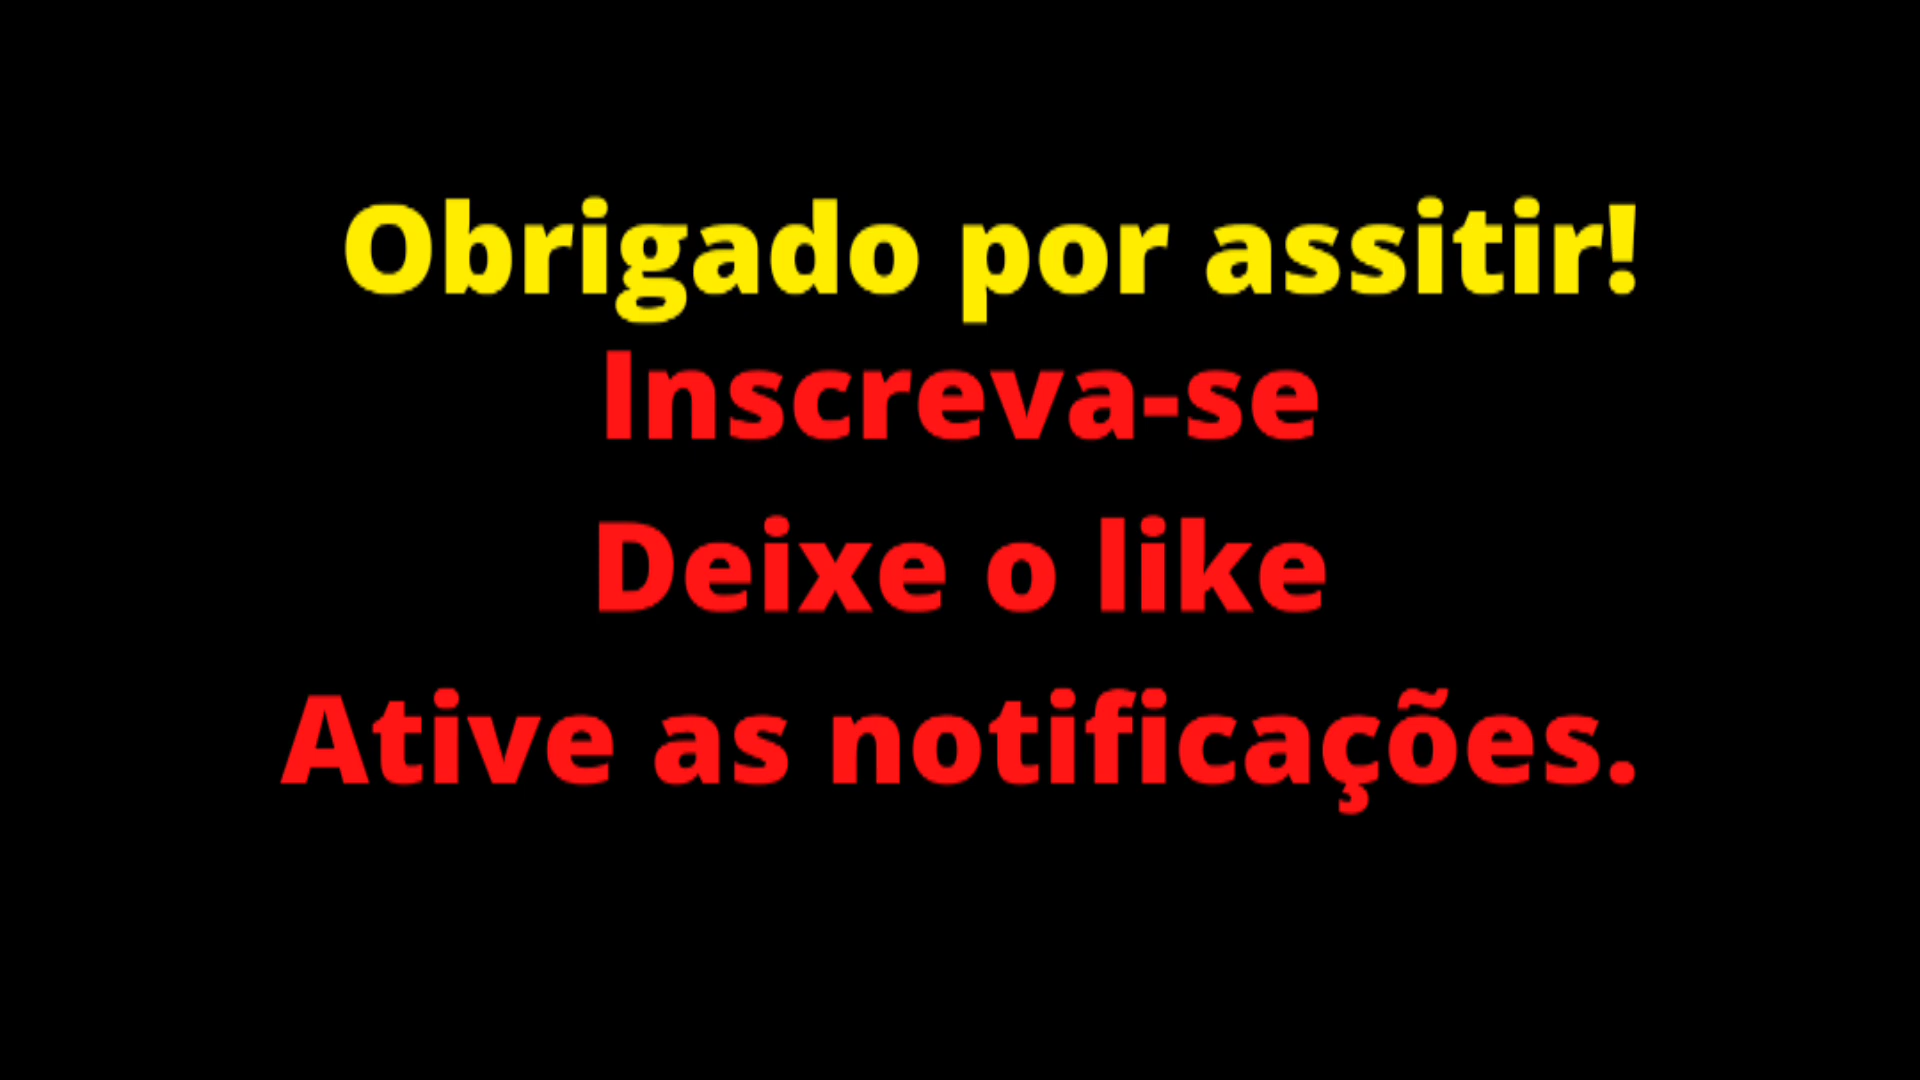 Obrigado por assitir!
Inscreva-se
Deixe o like
Ative as notificações.